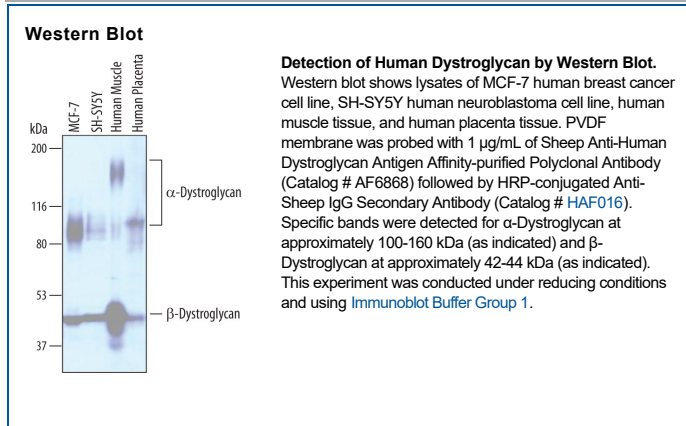 Western Blot
MCF-7
SH-SY5Y
Human Muscle
Human Placenta
kDa
200
116
80
53
37
α-Dystroglycan
β-Dystroglycan
Detection of Human Dystroglycan by Western Blot.
Western blot shows lysates of MCF-7 human breast cancer
cell line, SH-SY5Y human neuroblastoma cell line, human
muscle tissue, and human placenta tissue. PVDF
membrane was probed with 1 µg/mL of Sheep Anti-Human
Dystroglycan Antigen Affinity-purified Polyclonal Antibody
(Catalog # AF6868) followed by HRP-conjugated Anti-
Sheep IgG Secondary Antibody (Catalog # HAF016).
Specific bands were detected for α-Dystroglycan at
approximately 100-160 kDa (as indicated) and β-
Dystroglycan at approximately 42-44 kDa (as indicated).
This experiment was conducted under reducing conditions
and using Immunoblot Buffer Group 1.